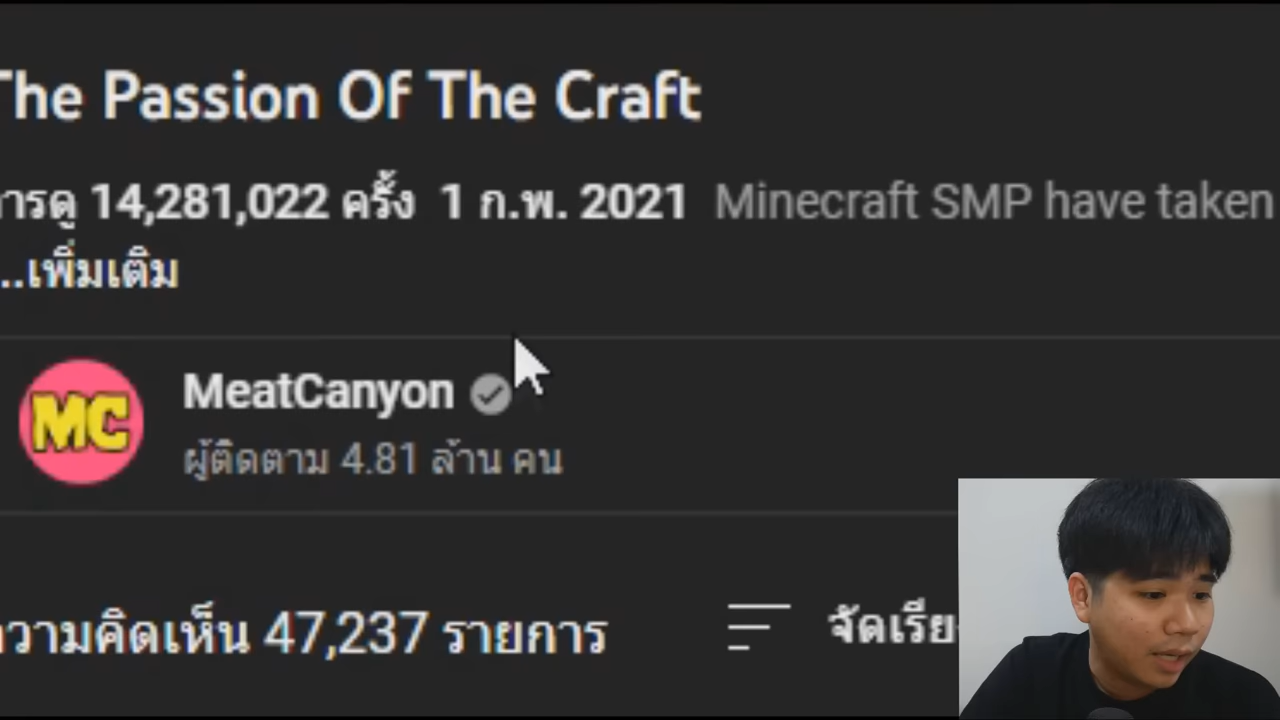 The Passion Of The Craft
การดู 14,281,022 ครั้ง 1 ก.พ. 2021 Minecraft SMP have taken
...เพิ่มเติม
MC
MeatCanyon
ผู้ติดตาม 4.81 ล้าน คน
ความคิดเห็น 47,237 รายการ
จัดเรีย